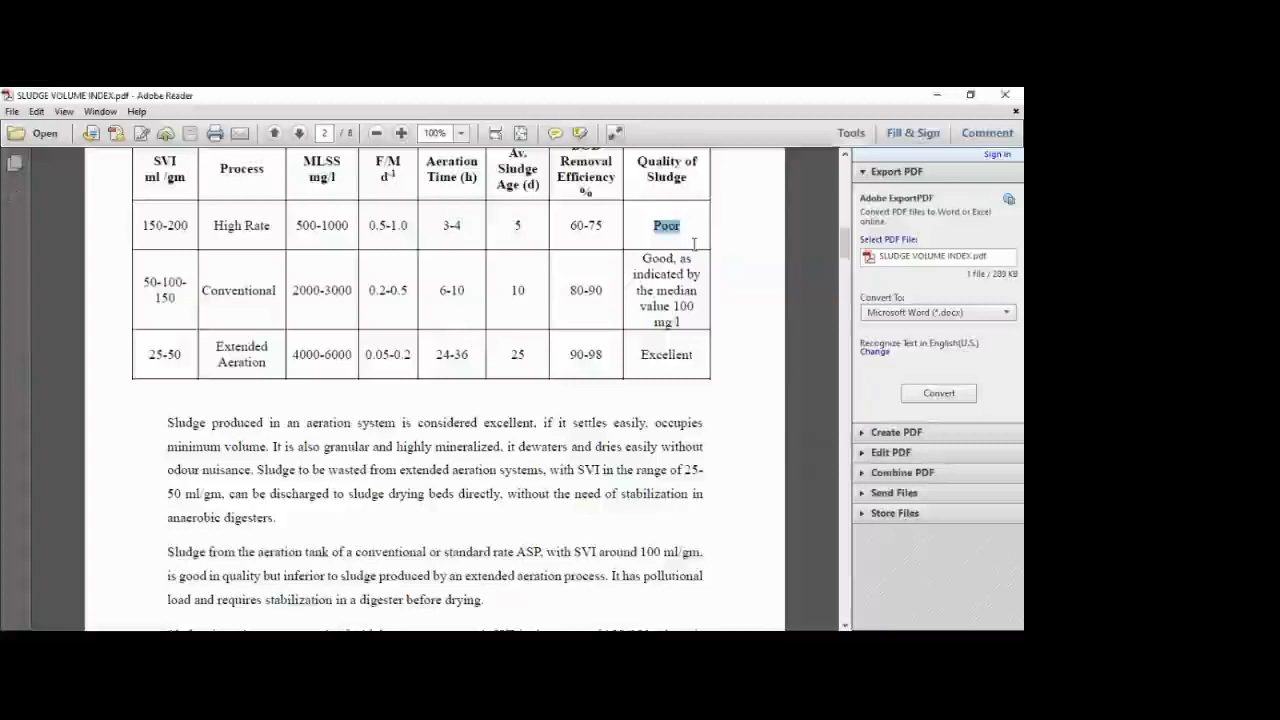 SLUDGE VOLUME INDEX.pdf - Adobe Reader
File Edit View Window Help
Open 2 / 8 100% Tools Fill & Sign Comment
Sign In
Export PDF
Adobe ExportPDF
Convert PDF files to Word or Excel
online.
Select PDF File:
SLUDGE VOLUME INDEX.pdf
1 file / 289 KB
Convert To:
Microsoft Word (*.docx)
Recognize Text in English(U.S.)
Change
Convert
Create PDF
Edit PDF
Combine PDF
Send Files
Store Files
SVI ml /gm Process MLSS mg/l F/M d-1 Aeration Time (h) Av. Sludge Age (d) BOD Removal Efficiency % Quality of Sludge
150-200 High Rate 500-1000 0.5-1.0 3-4 5 60-75 Poor
50-100-150 Conventional 2000-3000 0.2-0.5 6-10 10 80-90 Good, as indicated by the median value 100 mg/l
25-50 Extended Aeration 4000-6000 0.05-0.2 24-36 25 90-98 Excellent
Sludge produced in an aeration system is considered excellent, if it settles easily, occupies
minimum volume. It is also granular and highly mineralized, it dewaters and dries easily without
odour nuisance. Sludge to be wasted from extended aeration systems, with SVI in the range of 25-
50 ml/gm, can be discharged to sludge drying beds directly, without the need of stabilization in
anaerobic digesters.
Sludge from the aeration tank of a conventional or standard rate ASP, with SVI around 100 ml/gm,
is good in quality but inferior to sludge produced by an extended aeration process. It has pollutional
load and requires stabilization in a digester before drying.